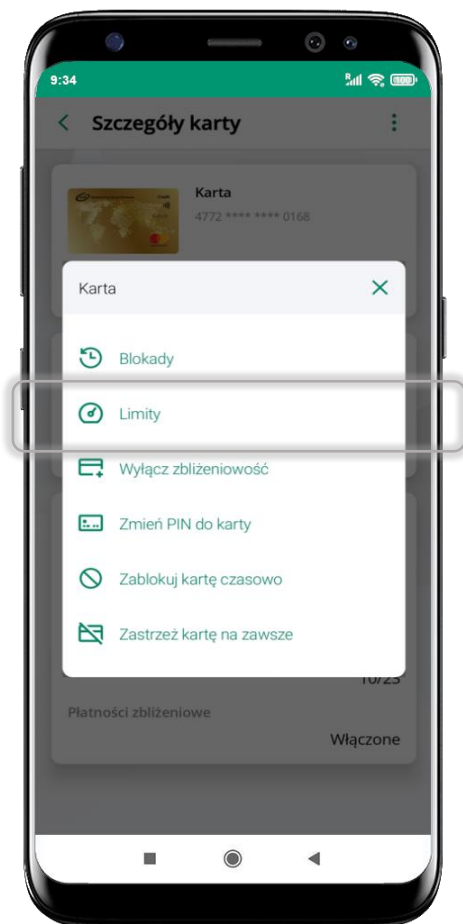 9:34
Szczegóły karty
Karta
4772 **** **** 0168
Karta
Blokady
Limity
Wyłącz zbliżeniowość
Zmień PIN do karty
Zablokuj kartę czasowo
Zastrzeż kartę na zawsze
10/23
Płatności zbliżeniowe
Włączone